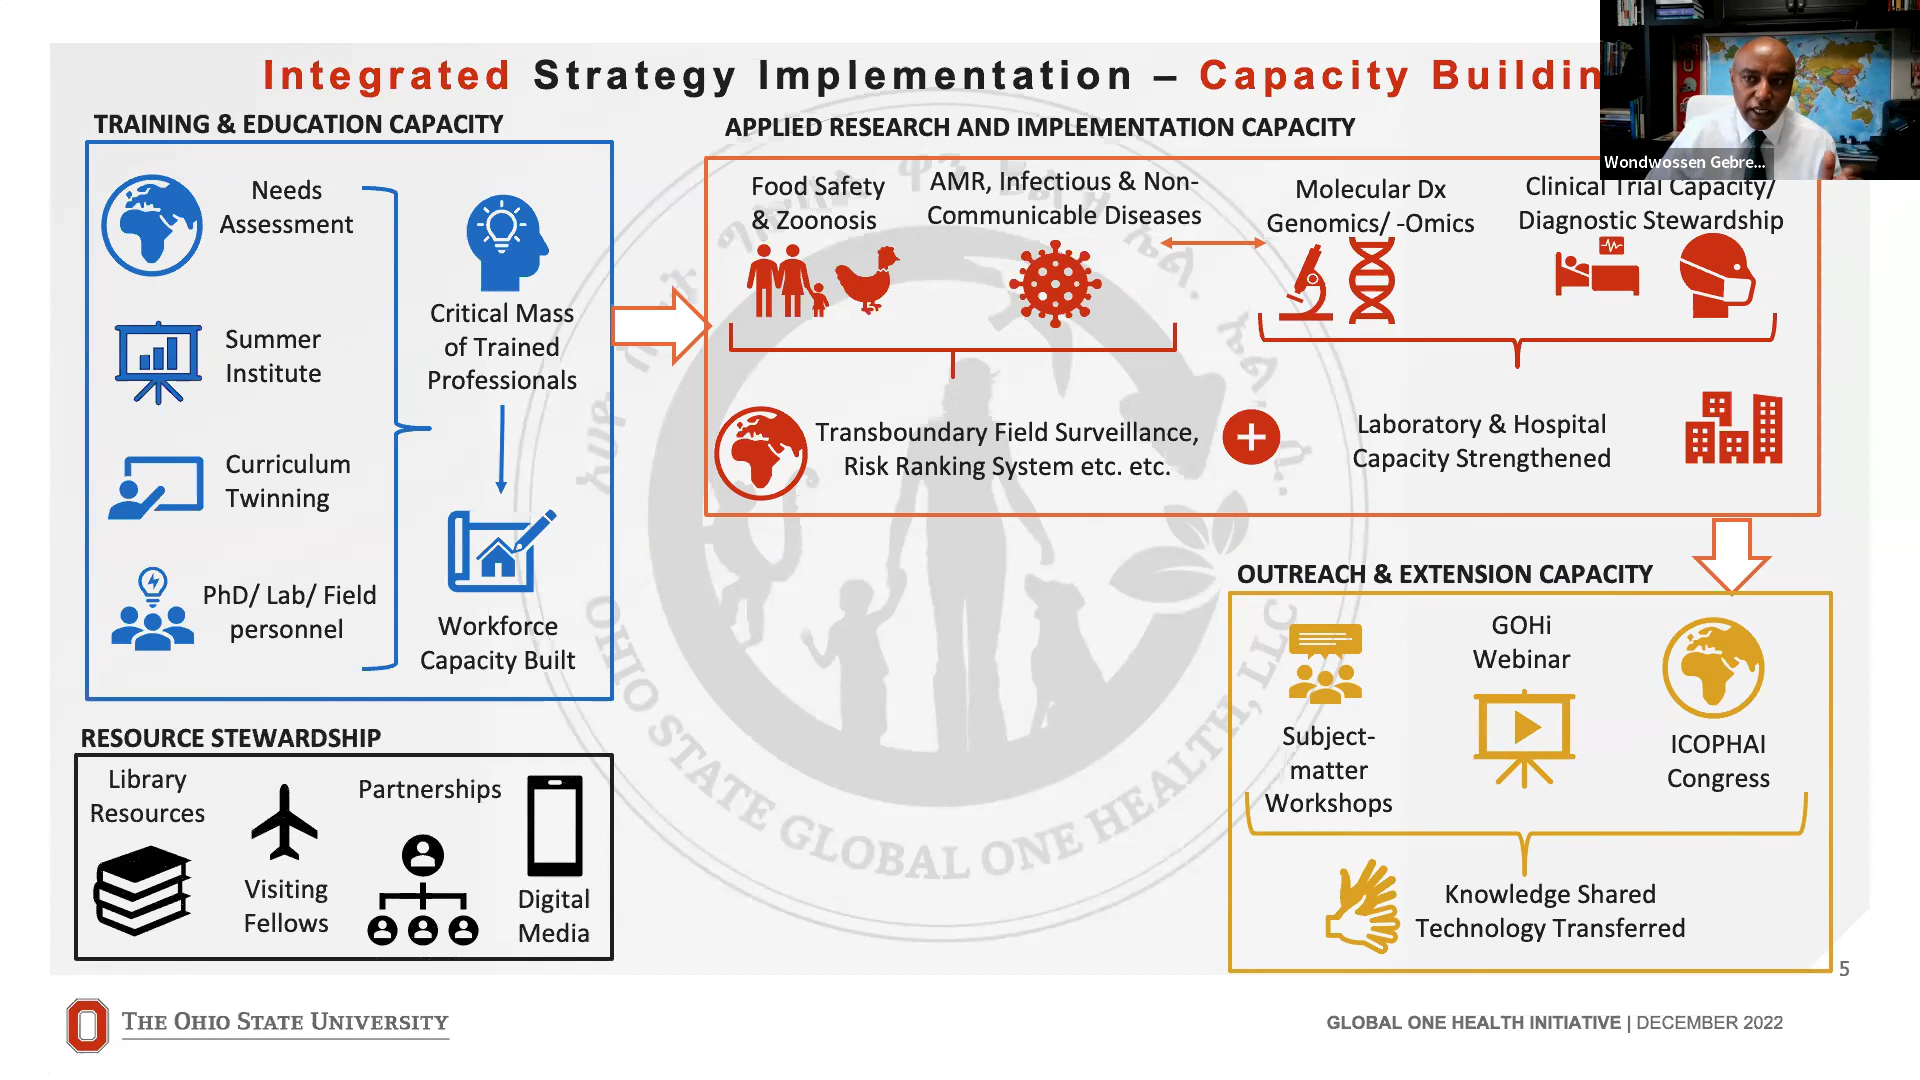 Integrated Strategy Implementation – Capacity Buildin
Wondwossen Gebre...
TRAINING & EDUCATION CAPACITY
Needs
Assessment
Summer
Institute
Curriculum
Twinning
PhD/ Lab/ Field
personnel
Critical Mass
of Trained
Professionals
Workforce
Capacity Built
APPLIED RESEARCH AND IMPLEMENTATION CAPACITY
Food Safety
& Zoonosis
AMR, Infectious & Non-
Communicable Diseases
Molecular Dx
Genomics/ -Omics
Clinical Trial Capacity/
Diagnostic Stewardship
Transboundary Field Surveillance,
Risk Ranking System etc. etc.
Laboratory & Hospital
Capacity Strengthened
RESOURCE STEWARDSHIP
Library
Resources
Visiting
Fellows
Partnerships
Digital
Media
OUTREACH & EXTENSION CAPACITY
Subject-
matter
Workshops
GOHi
Webinar
ICOPHAI
Congress
Knowledge Shared
Technology Transferred
OHIO STATE GLOBAL ONE HEALTH, LLC
5
THE OHIO STATE UNIVERSITY
GLOBAL ONE HEALTH INITIATIVE | DECEMBER 2022